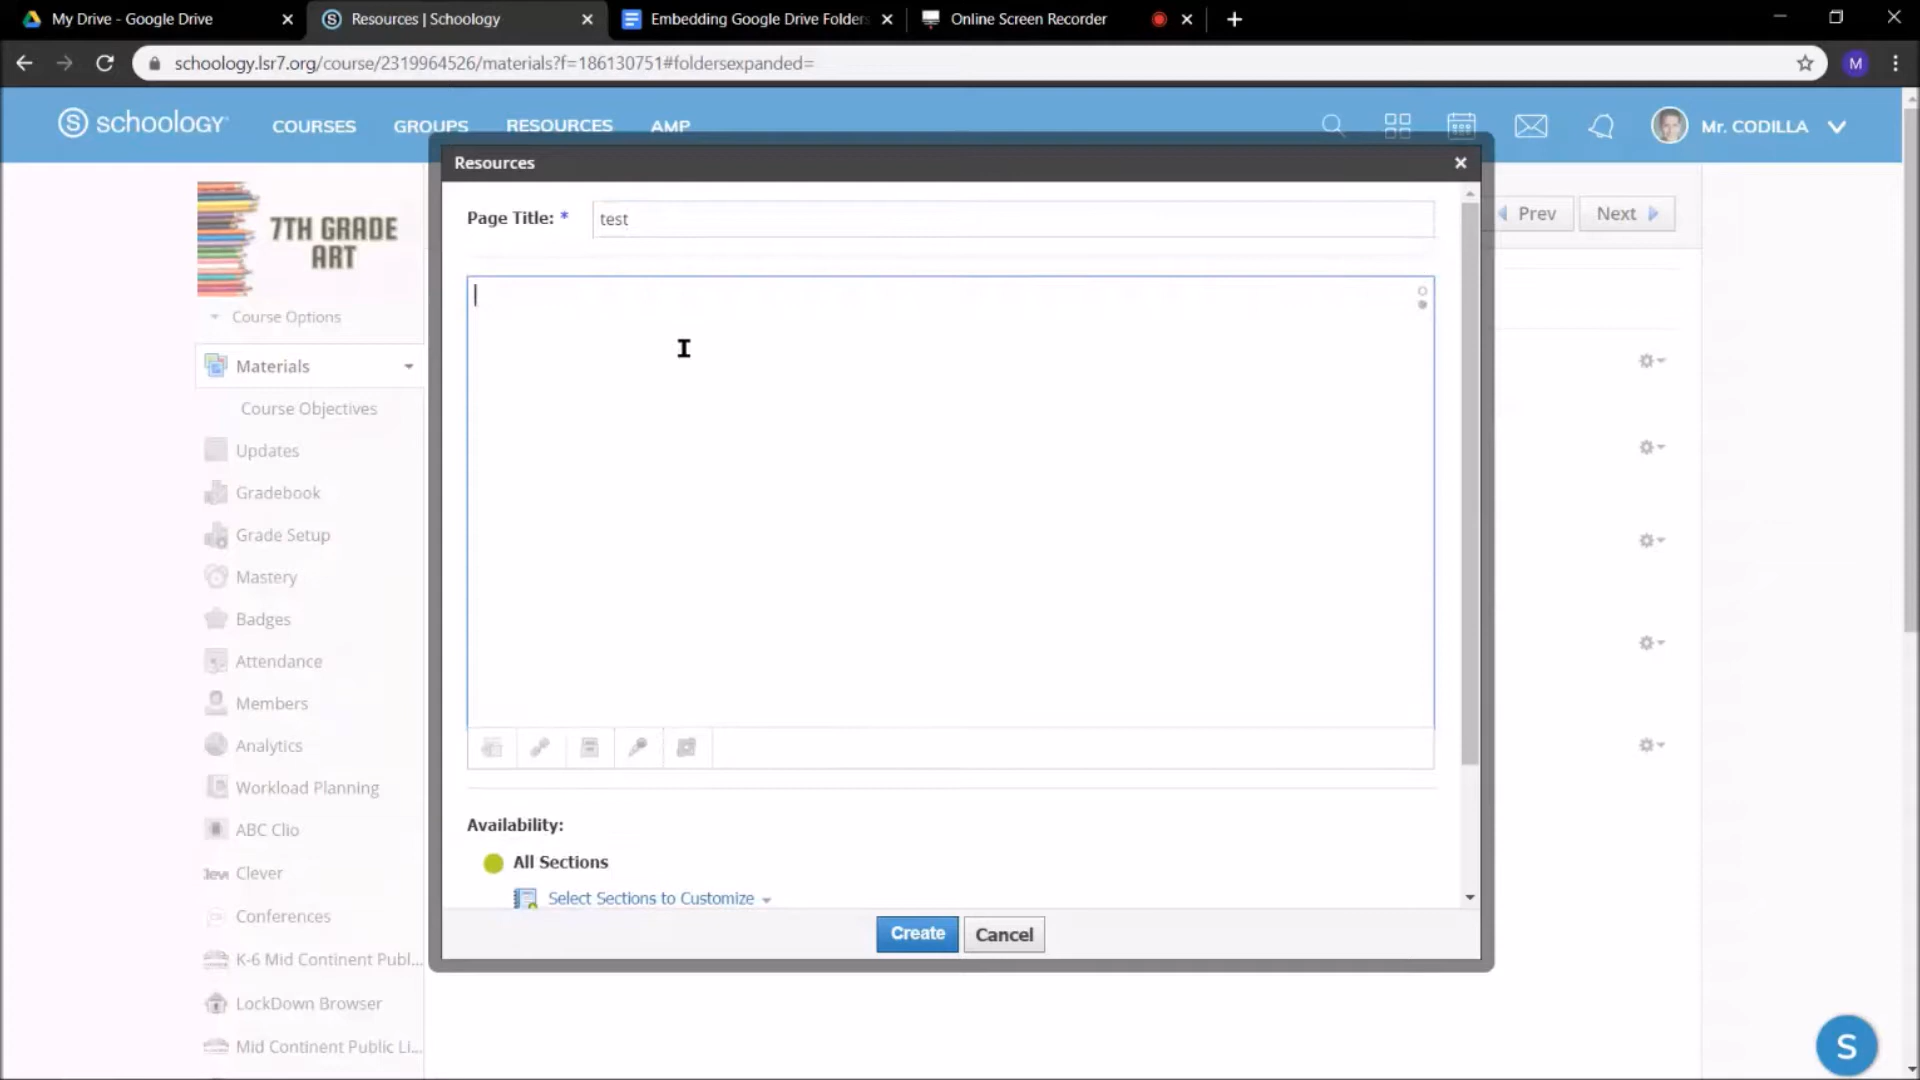 My Drive - Google Drive
Resources | Schoology
Embedding Google Drive Folder
Online Screen Recorder
schoology.lsr7.org/course/2319964526/materials?f=186130751#foldersexpanded=
M
S schoology
COURSES
GROUPS
RESOURCES
AMP
Mr. CODILLA
Resources
Page Title: *
test
Prev
Next
7TH GRADE
ART
Course Options
Materials
Course Objectives
Updates
Gradebook
Grade Setup
Mastery
Badges
Attendance
Members
Analytics
Workload Planning
ABC Clio
Clever
Conferences
K-6 Mid Continent Publ...
LockDown Browser
Mid Continent Public Li...
Availability:
All Sections
Select Sections to Customize
Create
Cancel
S